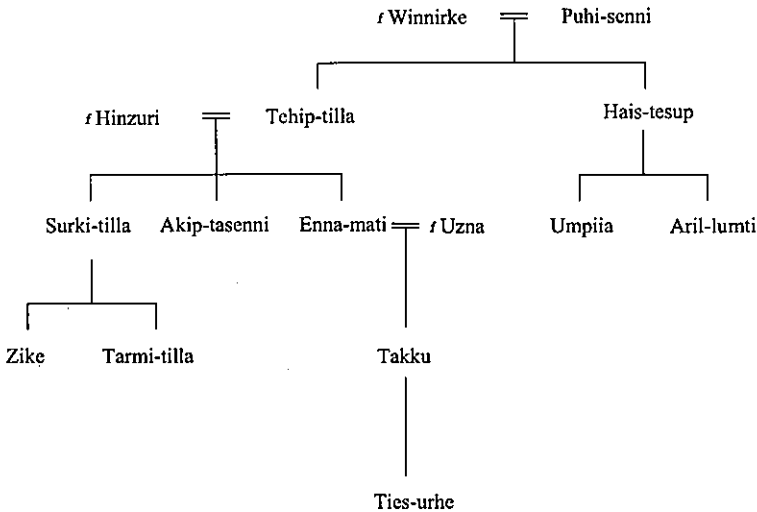 f Winnirke Puhi-senni
f Hinzuri Tehip-tilla Hais-tesup
Surki-tilla Akip-tasenni Enna-mati f Uzna Umpiia Aril-lumti
Zike Tarmi-tilla Takku
Ties-urhe